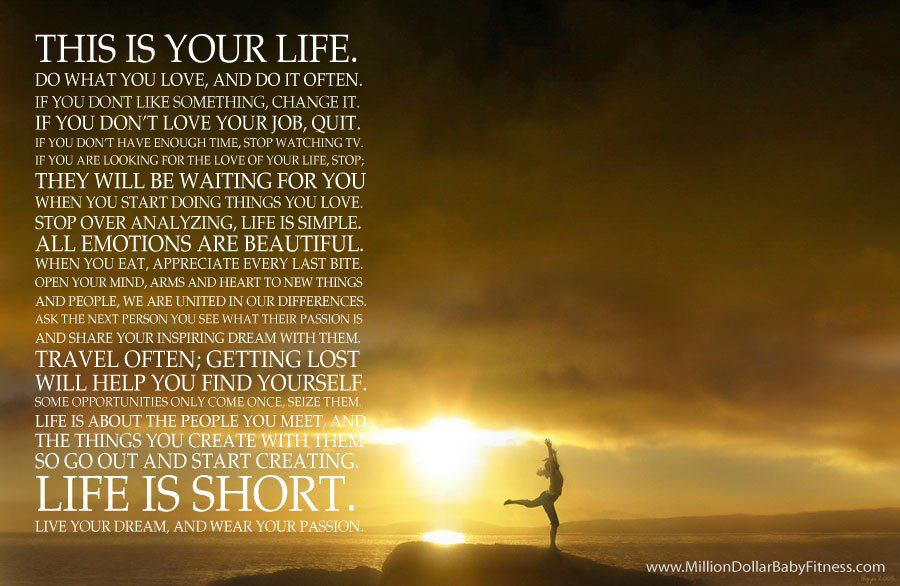 THIS IS YOUR LIFE.
DO WHAT YOU LOVE, AND DO IT OFTEN.
IF YOU DONT LIKE SOMETHING, CHANGE IT.
IF YOU DON'T LOVE YOUR JOB, QUIT.
IF YOU DON'T HAVE ENOUGH TIME, STOP WATCHING TV.
IF YOU ARE LOOKING FOR THE LOVE OF YOUR LIFE, STOP;
THEY WILL BE WAITING FOR YOU
WHEN YOU START DOING THINGS YOU LOVE.
STOP OVER ANALYZING, LIFE IS SIMPLE.
ALL EMOTIONS ARE BEAUTIFUL.
WHEN YOU EAT, APPRECIATE EVERY LAST BITE.
OPEN YOUR MIND, ARMS AND HEART TO NEW THINGS
AND PEOPLE, WE ARE UNITED IN OUR DIFFERENCES.
ASK THE NEXT PERSON YOU SEE WHAT THEIR PASSION IS
AND SHARE YOUR INSPIRING DREAM WITH THEM.
TRAVEL OFTEN; GETTING LOST
WILL HELP YOU FIND YOURSELF.
SOME OPPORTUNITIES ONLY COME ONCE, SEIZE THEM.
LIFE IS ABOUT THE PEOPLE YOU MEET, AND
THE THINGS YOU CREATE WITH THEM
SO GO OUT AND START CREATING.
LIFE IS SHORT.
LIVE YOUR DREAM, AND WEAR YOUR PASSION.
www.MillionDollarBabyFitness.com